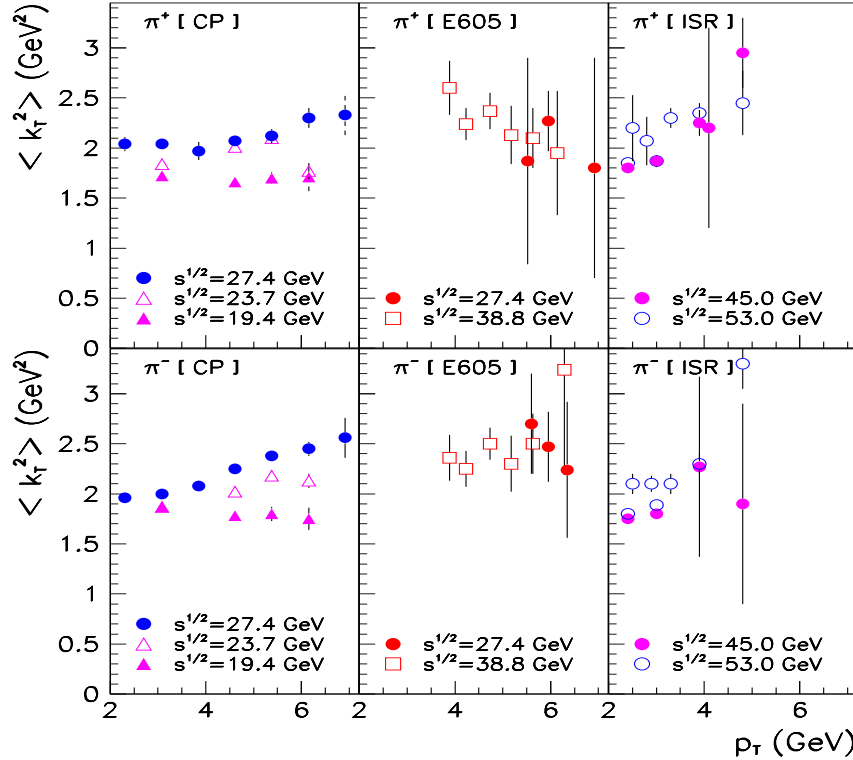 π⁺ [ CP ]
π⁺ [ E605 ]
π⁺ [ ISR ]
< k_T² > (GeV²)
3
2.5
2
1.5
1
0.5
0
s^1/2=27.4 GeV
s^1/2=23.7 GeV
s^1/2=19.4 GeV
s^1/2=27.4 GeV
s^1/2=38.8 GeV
s^1/2=45.0 GeV
s^1/2=53.0 GeV
π⁻ [ CP ]
π⁻ [ E605 ]
π⁻ [ ISR ]
< k_T² > (GeV²)
3
2.5
2
1.5
1
0.5
0
s^1/2=27.4 GeV
s^1/2=23.7 GeV
s^1/2=19.4 GeV
s^1/2=27.4 GeV
s^1/2=38.8 GeV
s^1/2=45.0 GeV
s^1/2=53.0 GeV
2 4 6 4 6 2 4 6
p_T (GeV)